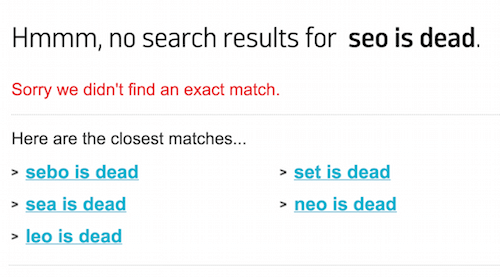 Hmmm, no search results for seo is dead.
Sorry we didn't find an exact match.
Here are the closest matches...
> sebo is dead
> set is dead
> sea is dead
> neo is dead
> leo is dead